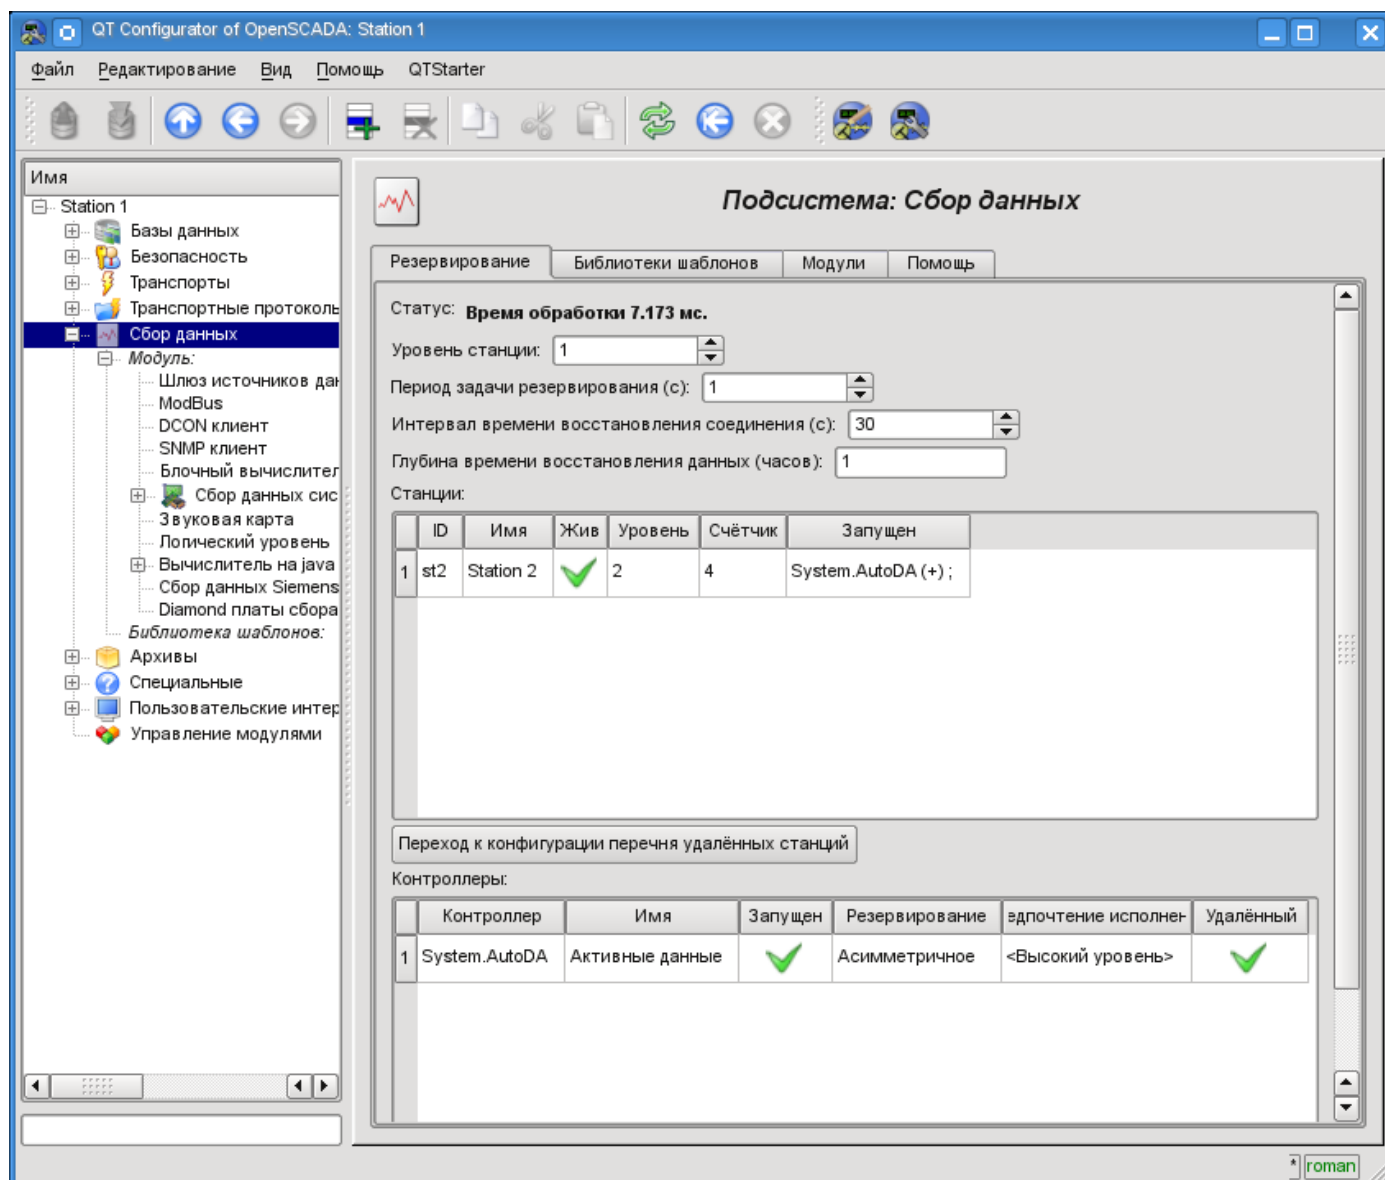 QT Configurator of OpenSCADA: Station 1
Файл Редактирование Вид Помощь QTStarter
Имя
Station 1
Базы данных
Безопасность
Транспорты
Транспортные протоколь
Сбор данных
Модуль:
Шлюз источников дан
ModBus
DCON клиент
SNMP клиент
Блочный вычислител
Сбор данных сис
Звуковая карта
Логический уровень
Вычислитель на java
Сбор данных Siemens
Diamond платы сбора
Библиотека шаблонов:
Архивы
Специальные
Пользовательские интер
Управление модулями
Подсистема: Сбор данных
Резервирование Библиотеки шаблонов Модули Помощь
Статус: Время обработки 7.173 мс.
Уровень станции: 1
Период задачи резервирования (с): 1
Интервал времени восстановления соединения (с): 30
Глубина времени восстановления данных (часов): 1
Станции:
ID Имя Жив Уровень Счётчик Запущен
1 st2 Station 2 2 4 System.AutoDA (+) ;
Переход к конфигурации перечня удалённых станций
Контроллеры:
Контроллер Имя Запущен Резервирование едпочтение исполнен Удалённый
1 System.AutoDA Активные данные Асимметричное <Высокий уровень>
* roman